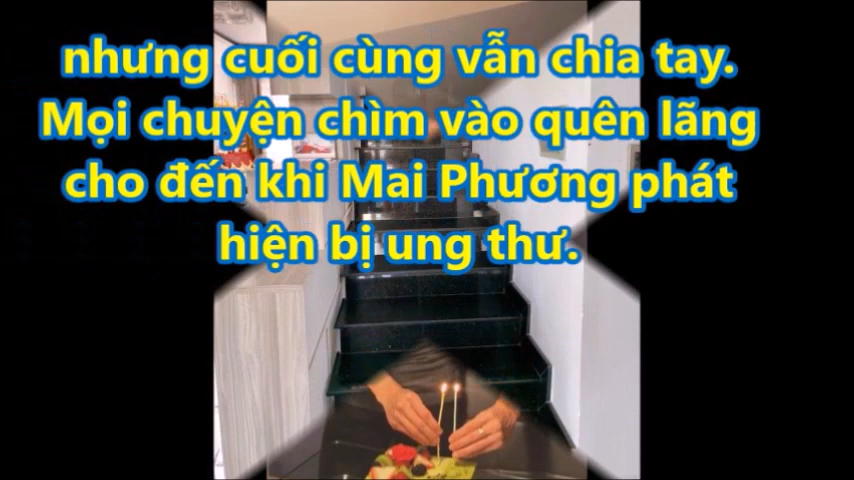 nhưng cuối cùng vẫn chia tay.
Mọi chuyện chìm vào quên lãng
cho đến khi Mai Phương phát
hiện bị ung thư.